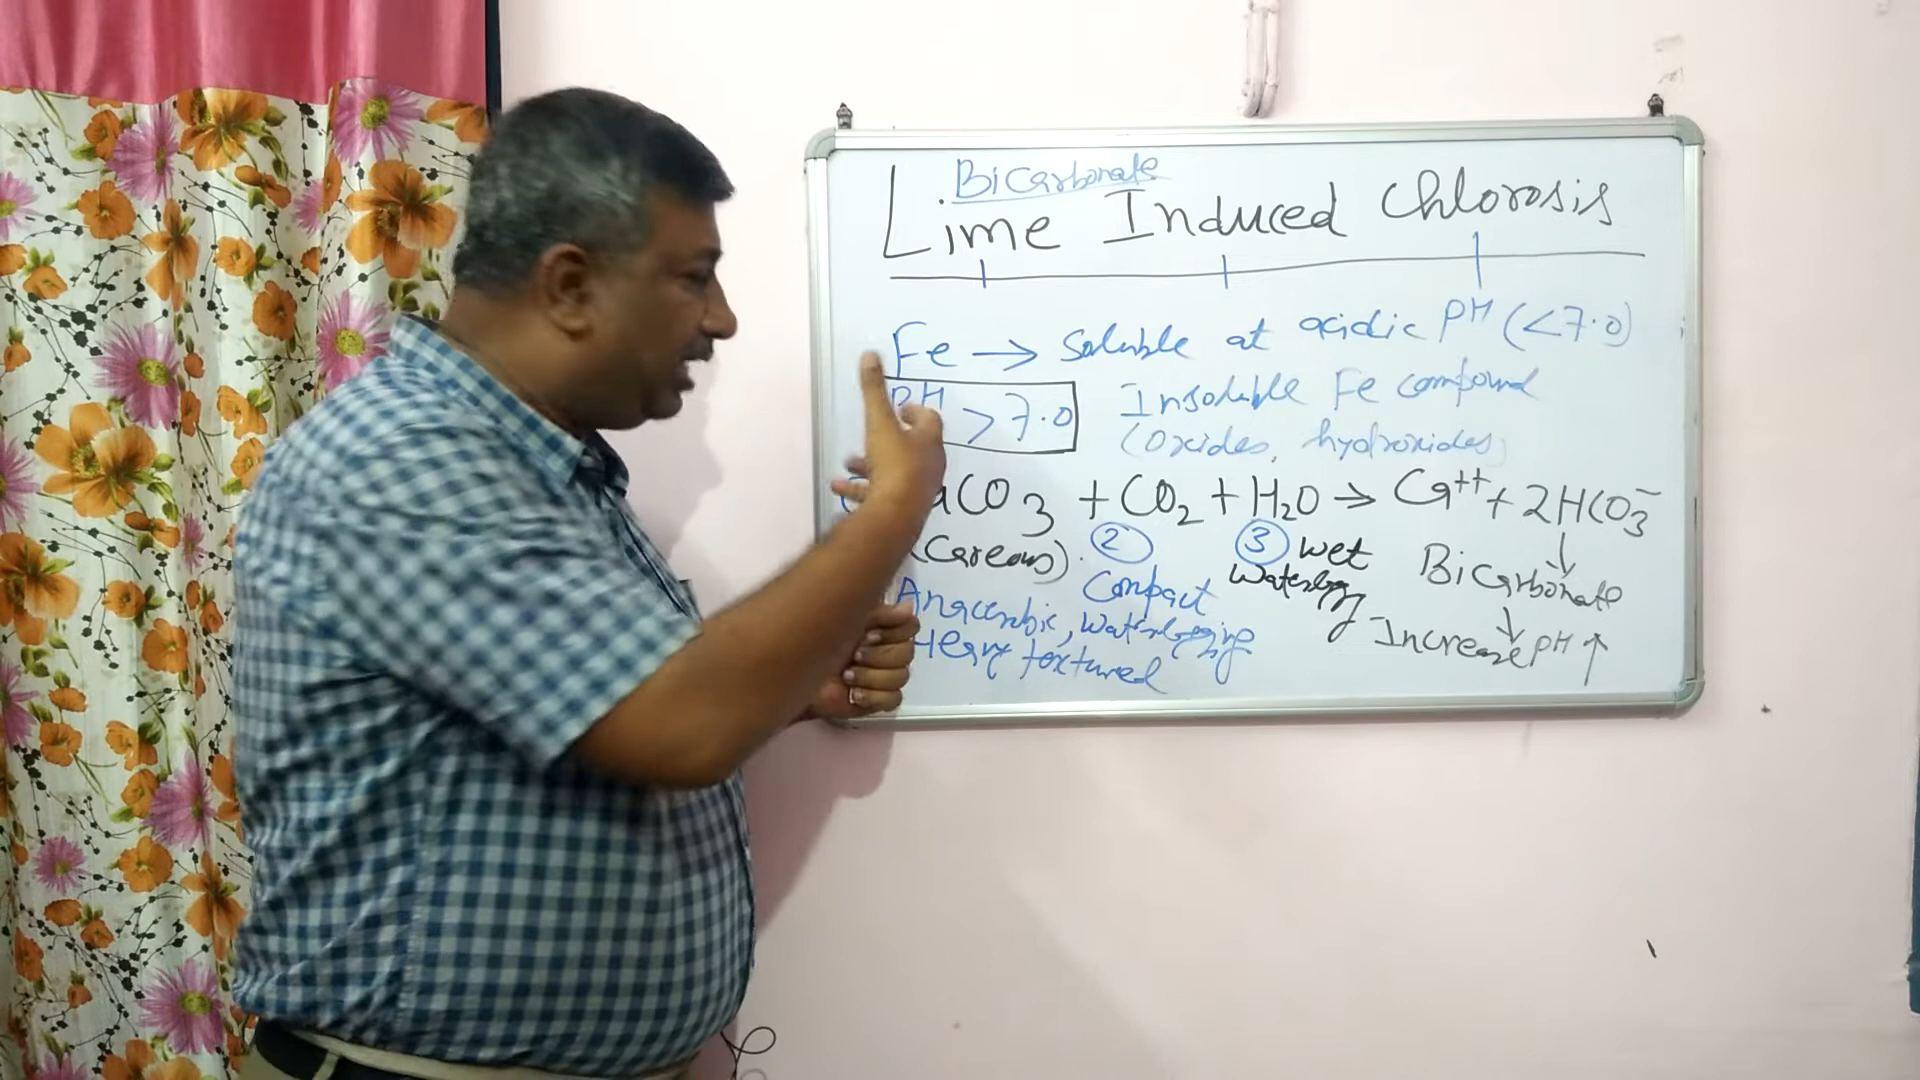 Bicarbonate
Lime Induced Chlorosis
Fe → Soluble at acidic PH (<7.0)
PH > 7.0 Insoluble Fe compound
(oxides, hydroxides)
aCO3 + CO2 + H2O → Ca++ + 2HCO3-
(Careous). 2 3 Wet Bicarbonate
Compact
Anaerobic, Waterlogging Increase PH ↑
Heavy textured